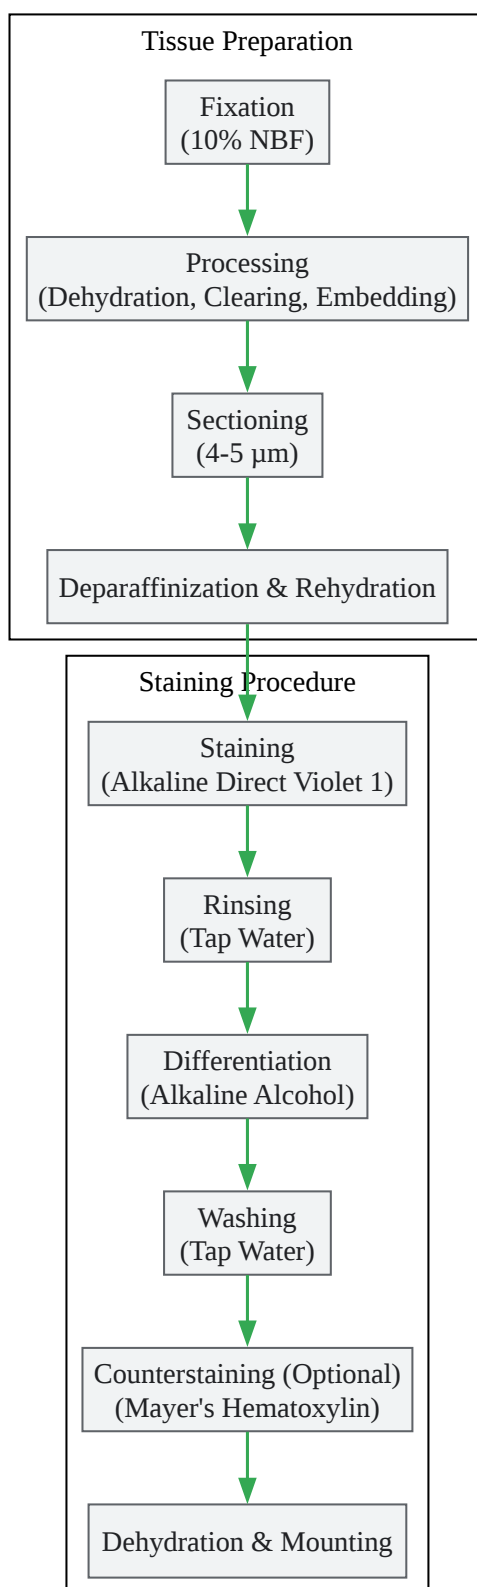 Tissue Preparation
Fixation
(10% NBF)
Processing
(Dehydration, Clearing, Embedding)
Sectioning
(4-5 µm)
Deparaffinization & Rehydration
Staining Procedure
Staining
(Alkaline Direct Violet 1)
Rinsing
(Tap Water)
Differentiation
(Alkaline Alcohol)
Washing
(Tap Water)
Counterstaining (Optional)
(Mayer's Hematoxylin)
Dehydration & Mounting